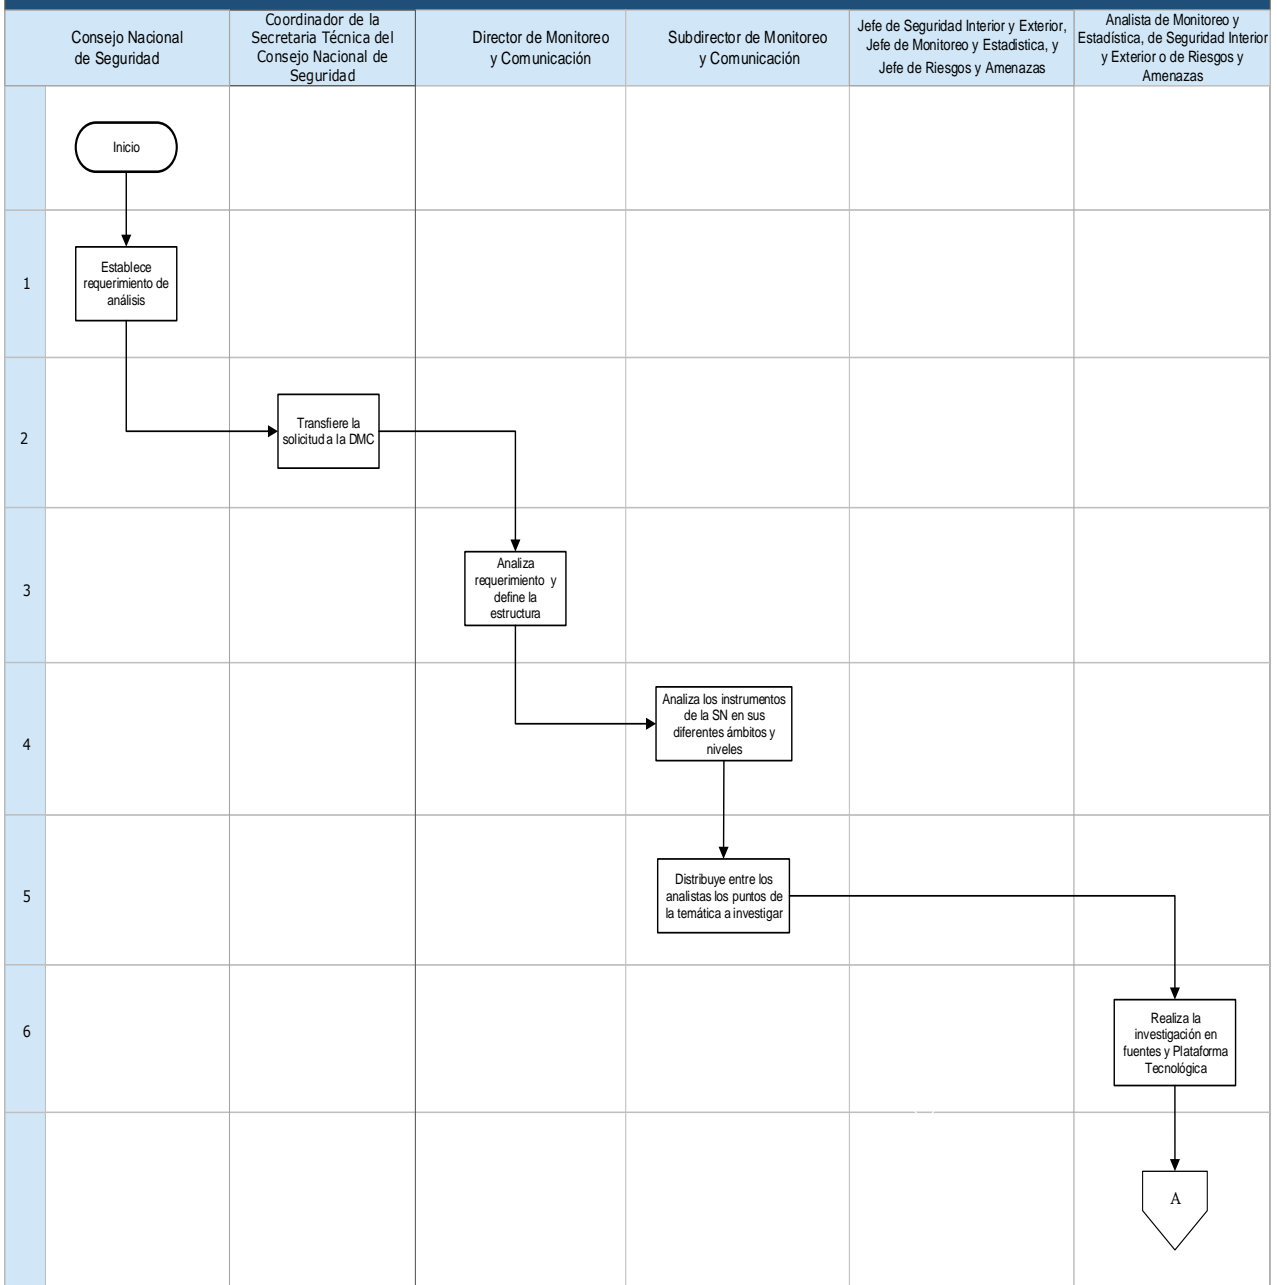 Consejo Nacional
de Seguridad
Coordinador de la
Secretaria Técnica del
Consejo Nacional de
Seguridad
Director de Monitoreo
y Comunicación
Subdirector de Monitoreo
y Comunicación
Jefe de Seguridad Interior y Exterior,
Jefe de Monitoreo y Estadistica, y
Jefe de Riesgos y Amenazas
Analista de Monitoreo y
Estadística, de Seguridad Interior
y Exterior o de Riesgos y
Amenazas
Inicio
1
Establece
requerimiento de
análisis
2
Transfiere la
solicitud a la DMC
3
Analiza
requerimiento y
define la
estructura
4
Analiza los instrumentos
de la SN en sus
diferentes ámbitos y
niveles
5
Distribuye entre los
analistas los puntos de
la temática a investigar
6
Realiza la
investigación en
fuentes y Plataforma
Tecnológica
A